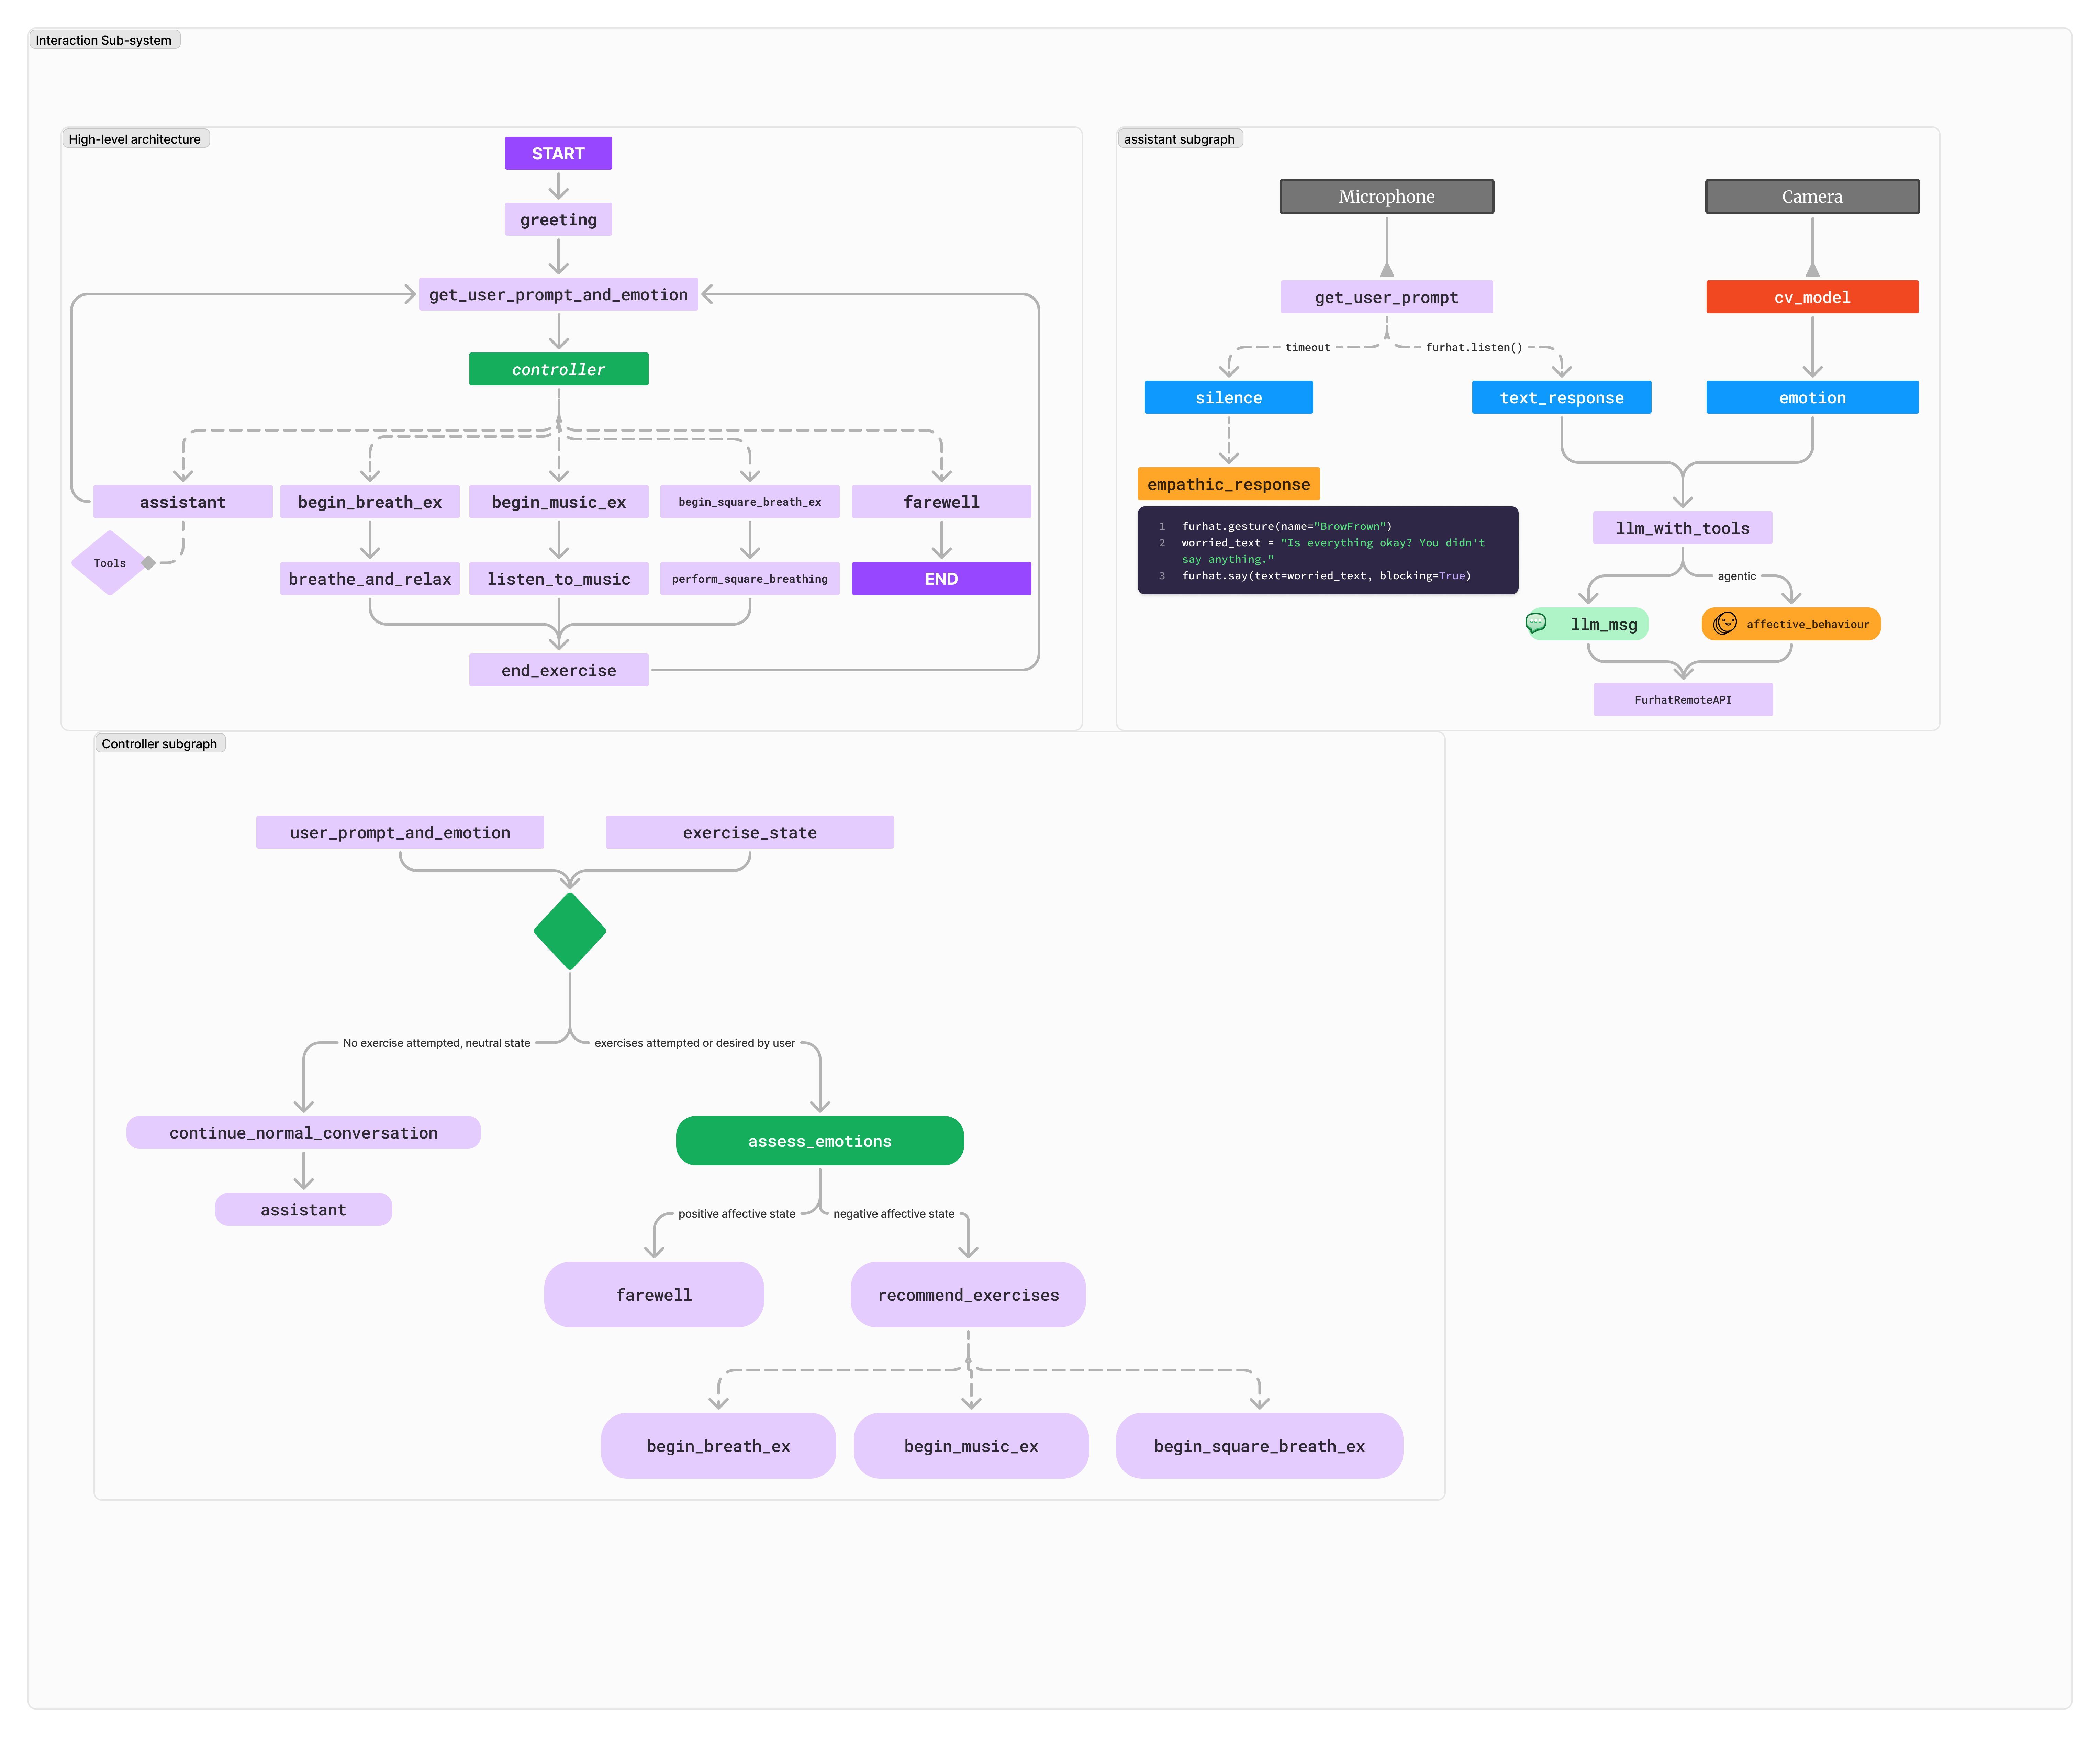 Interaction Sub-system
High-level architecture
START
greeting
get_user_prompt_and_emotion
controller
assistant
begin_breath_ex
begin_music_ex
begin_square_breath_ex
farewell
Tools
breathe_and_relax
listen_to_music
perform_square_breathing
END
end_exercise
assistant subgraph
Microphone
Camera
get_user_prompt
cv_model
timeout
furhat.listen()
silence
text_response
emotion
empathic_response
1 furhat.gesture(name="BrowFrown")
2 worried_text = "Is everything okay? You didn't
say anything."
3 furhat.say(text=worried_text, blocking=True)
llm_with_tools
agentic
llm_msg
affective_behaviour
FurhatRemoteAPI
Controller subgraph
user_prompt_and_emotion
exercise_state
No exercise attempted, neutral state
exercises attempted or desired by user
continue_normal_conversation
assess_emotions
assistant
positive affective state
negative affective state
farewell
recommend_exercises
begin_breath_ex
begin_music_ex
begin_square_breath_ex